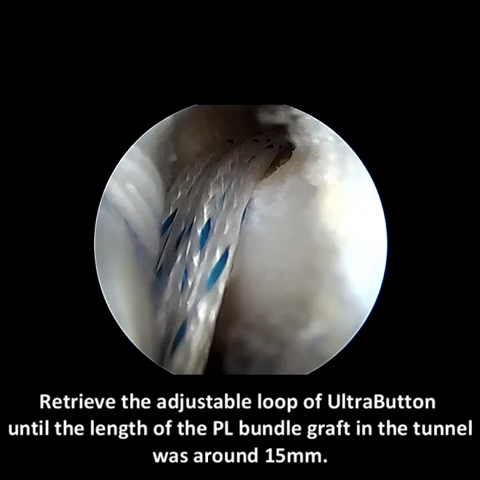 Retrieve the adjustable loop of UltraButton
until the length of the PL bundle graft in the tunnel
was around 15mm.